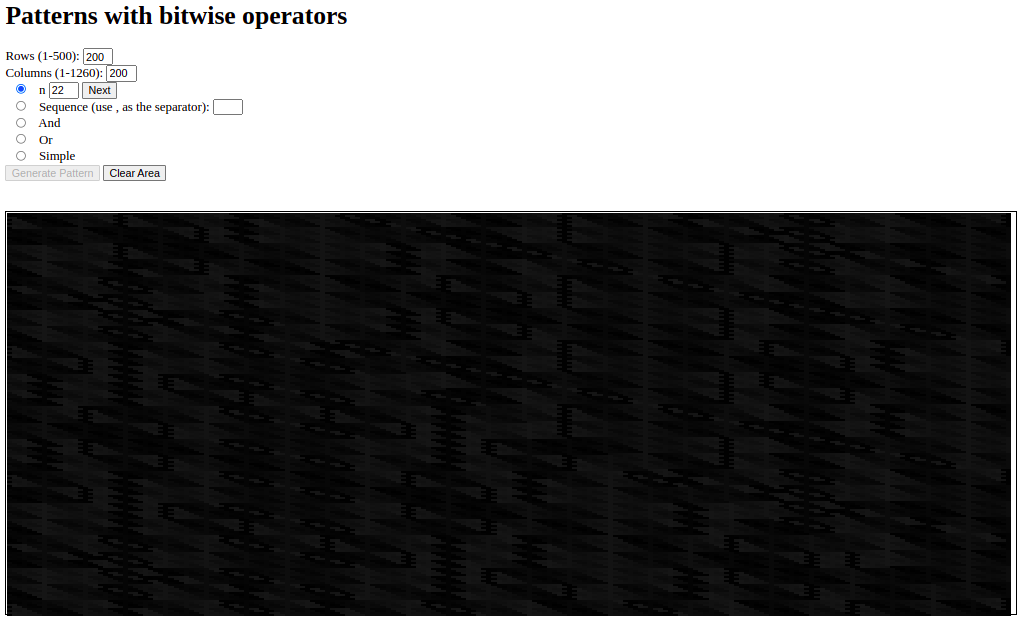 Patterns with bitwise operators
Rows (1-500): 200
Columns (1-1260): 200
n 22 Next
Sequence (use , as the separator):
And
Or
Simple
Generate Pattern Clear Area